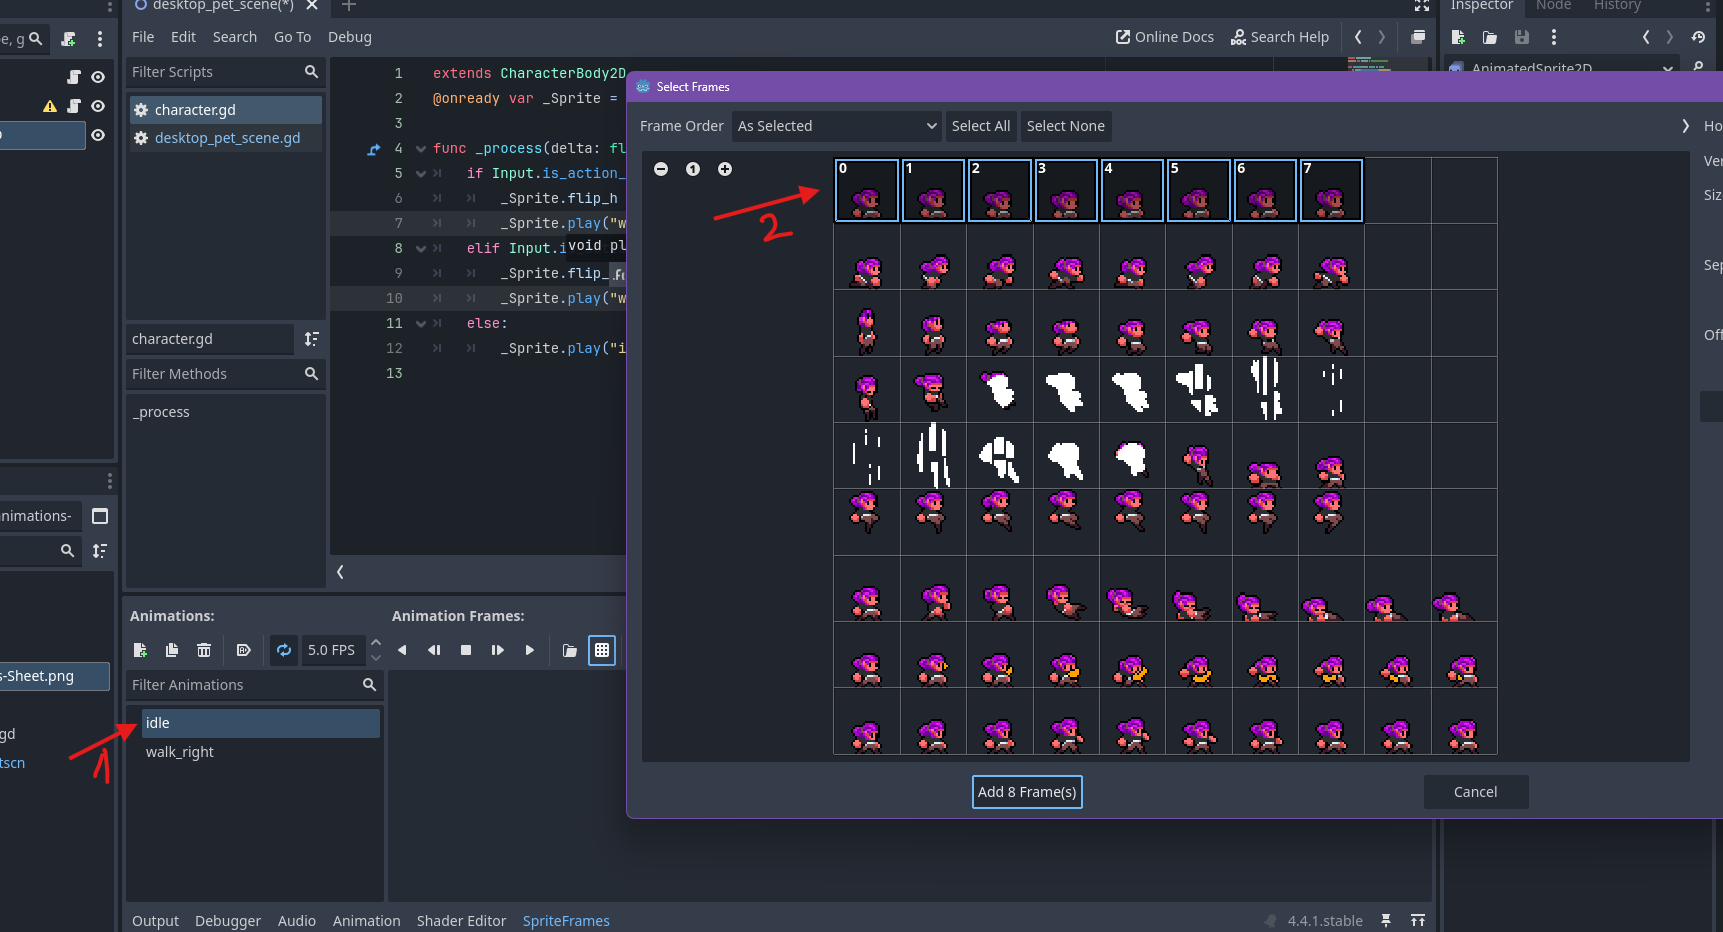 desktop_pet_scene(*)
Inspector Node History
e, g
File Edit Search Go To Debug
Online Docs Search Help
Filter Scripts
character.gd
desktop_pet_scene.gd
character.gd
Filter Methods
_process
1 extends CharacterBody2D
2 @onready var _Sprite =
3
4 func _process(delta: fl
5 if Input.is_action_
6 _Sprite.flip_h
7 _Sprite.play("w
8 elif Input.i
void pl
9 _Sprite.flip_
.Fu
10 _Sprite.play("w
11 else:
12 _Sprite.play("i
13
AnimatedSprite2D
Select Frames
Frame Order As Selected Select All Select None
Ho
Ver
Siz
Sep
Off
1
0 1 2 3 4 5 6 7
2
Add 8 Frame(s) Cancel
nimations-
s-Sheet.png
gd
tscn
Animations:
Animation Frames:
5.0 FPS
Filter Animations
idle
walk_right
1
Output Debugger Audio Animation Shader Editor SpriteFrames
4.4.1.stable